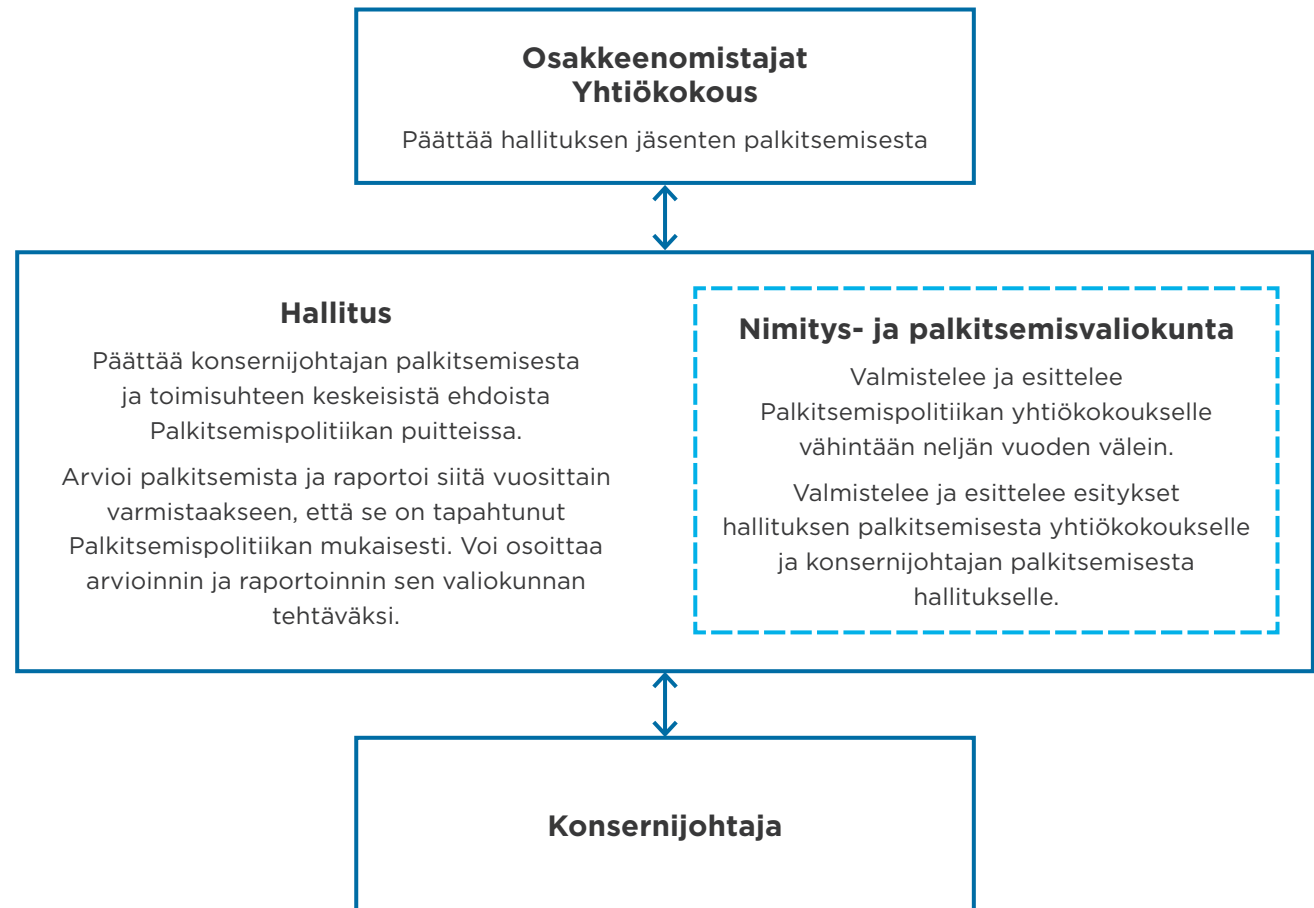 Osakkeenomistajat
Yhtiökokous
Päättää hallituksen jäsenten palkitsemisesta
Hallitus
Päättää konsernijohtajan palkitsemisesta
ja toimisuhteen keskeisistä ehdoista
Palkitsemispolitiikan puitteissa.
Arvioi palkitsemista ja raportoi siitä vuosittain
varmistaakseen, että se on tapahtunut
Palkitsemispolitiikan mukaisesti. Voi osoittaa
arvioinnin ja raportoinnin sen valiokunnan
tehtäväksi.
Nimitys- ja palkitsemisvaliokunta
Valmistelee ja esittelee
Palkitsemispolitiikan yhtiökokoukselle
vähintään neljän vuoden välein.
Valmistelee ja esittelee esitykset
hallituksen palkitsemisesta yhtiökokoukselle
ja konsernijohtajan palkitsemisesta
hallitukselle.
Konsernijohtaja